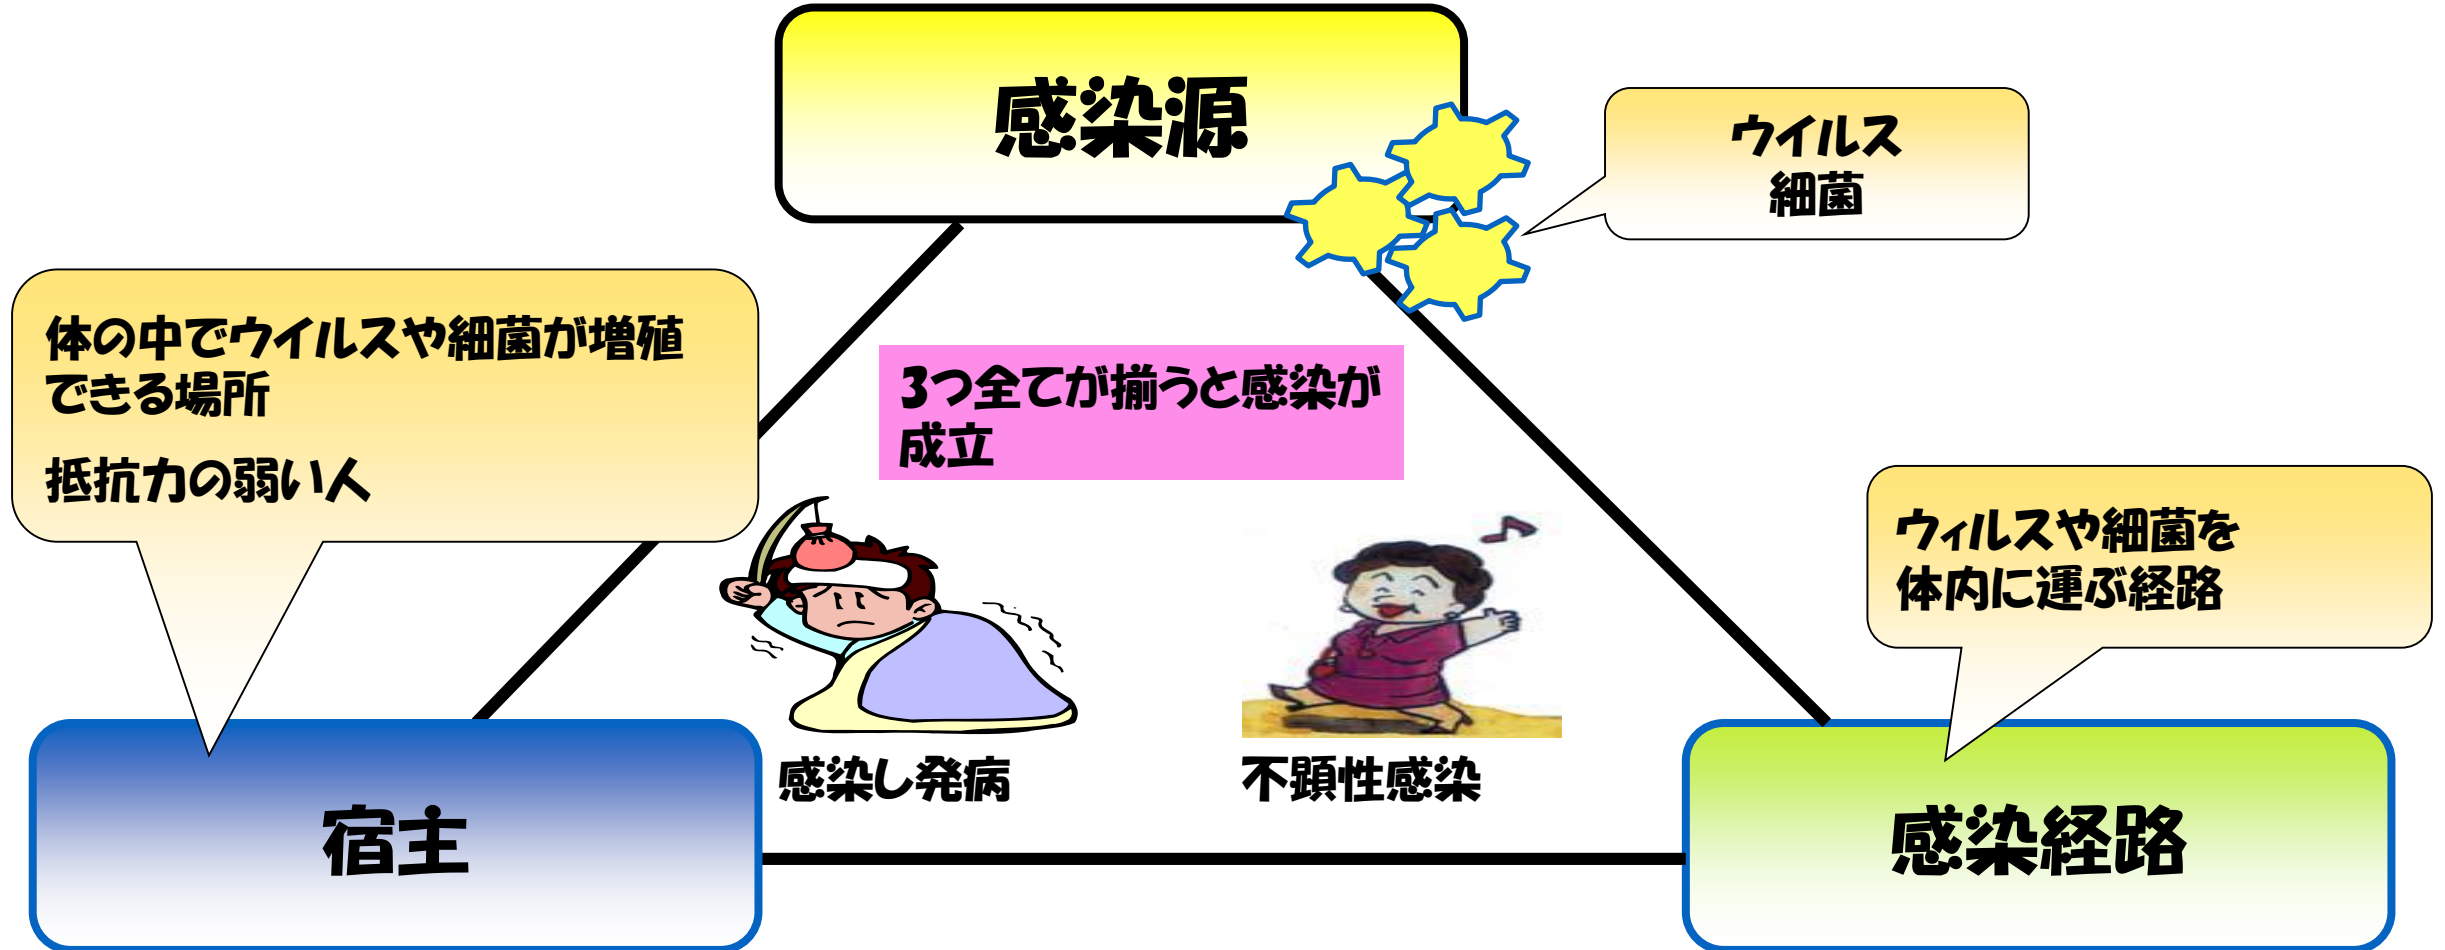 感染源
ウイルス
細菌
体の中でウイルスや細菌が増殖
できる場所
抵抗力の弱い人
3つ全てが揃うと感染が
成立
ウィルスや細菌を
体内に運ぶ経路
感染し発病
不顕性感染
宿主
感染経路